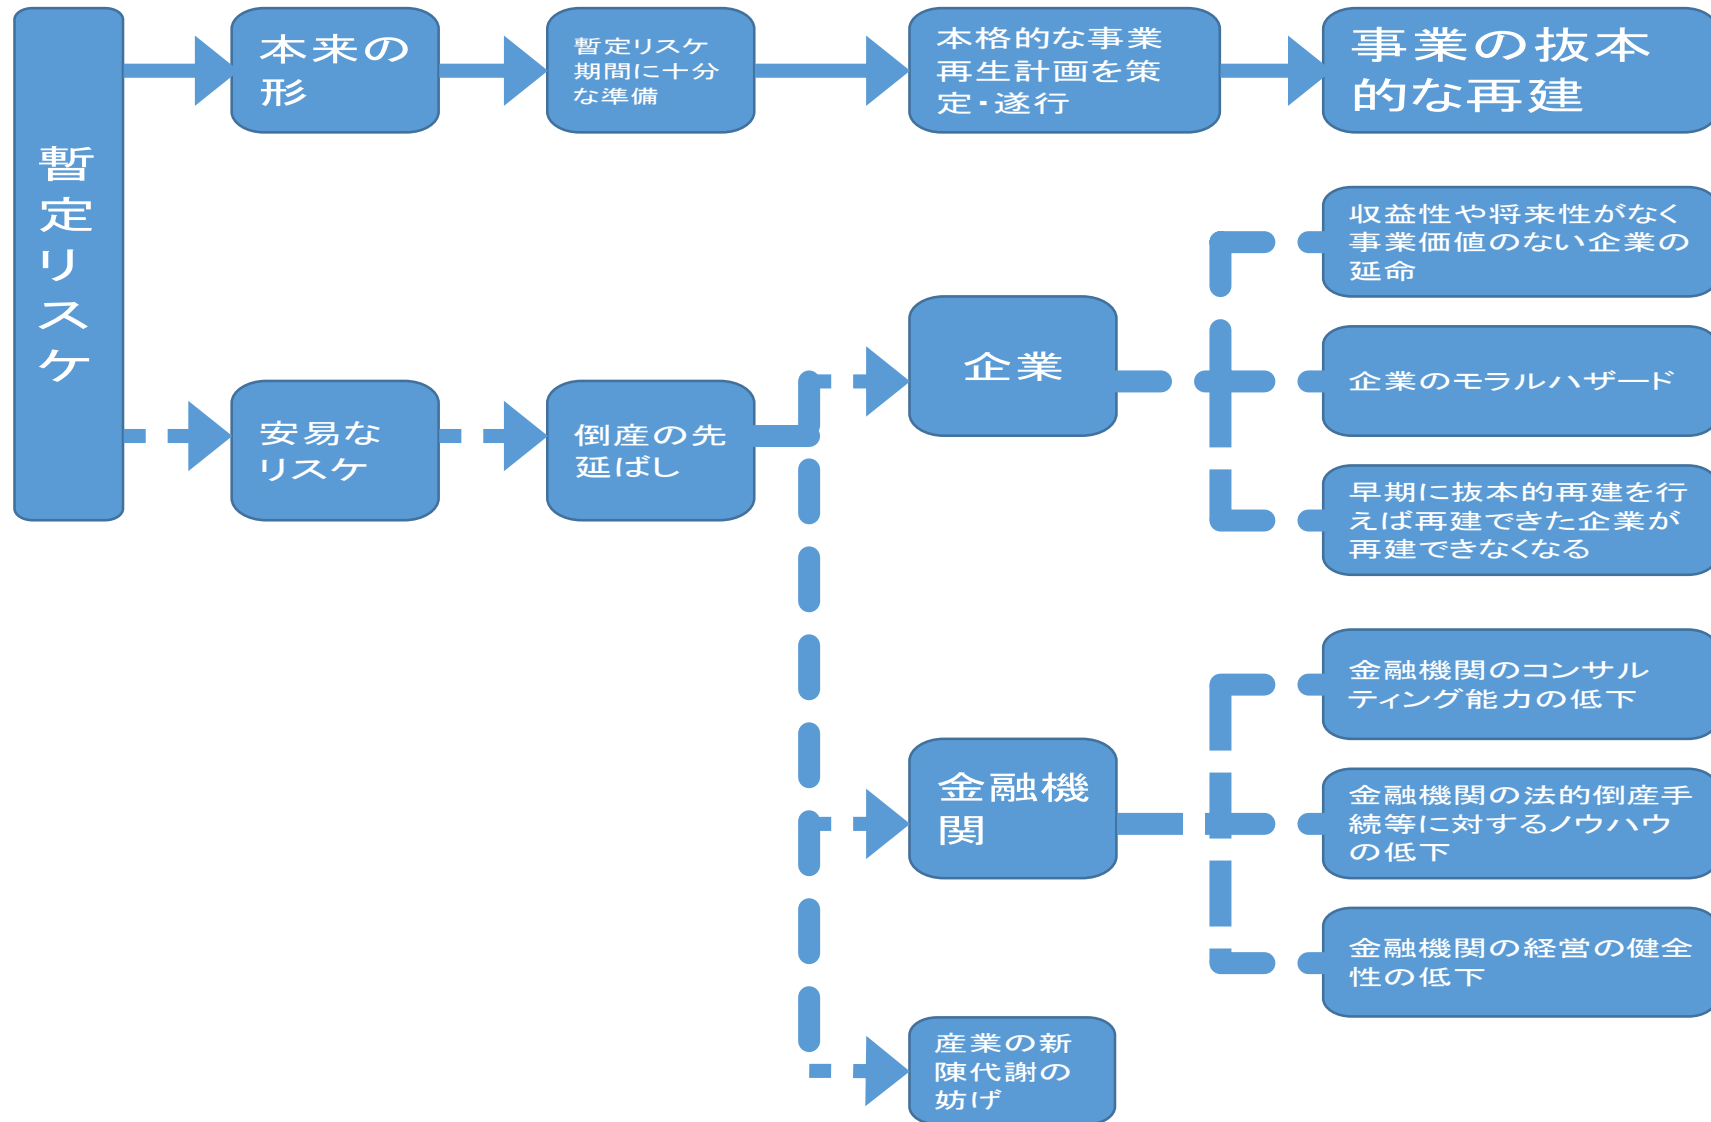 暫定リスケ
本来の
形
暫定リスケ
期間に十分
な準備
本格的な事業
再生計画を策
定・遂行
事業の抜本
的な再建
収益性や将来性がなく
事業価値のない企業の
延命
企業
企業のモラルハザード
早期に抜本的再建を行
えば再建できた企業が
再建できなくなる
安易な
リスケ
倒産の先
延ばし
金融機関のコンサル
ティング能力の低下
金融機
関
金融機関の法的倒産手
続等に対するノウハウ
の低下
金融機関の経営の健全
性の低下
産業の新
陳代謝の
妨げ